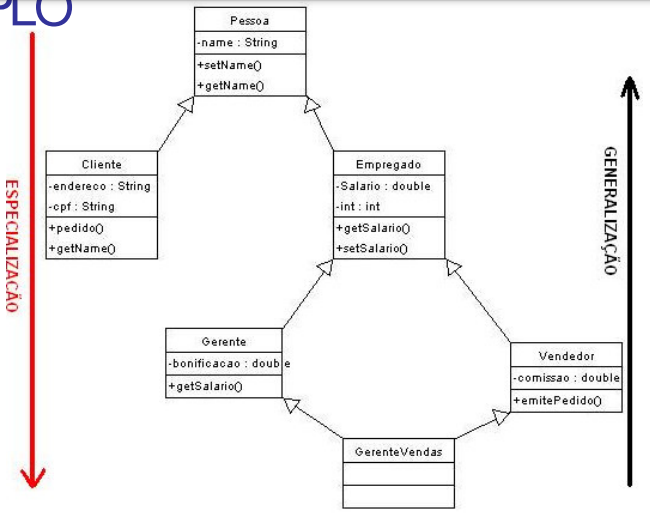 PLO
Pessoa
-name : String
+setName()
+getName()
Cliente
-endereco : String
-cpf : String
+pedido()
+getName()
Empregado
-Salario : double
-int : int
+getSalario()
+setSalario()
ESPECIALIZACÃO
GENERALIZAÇÃO
Gerente
-bonificacao : double
+getSalario()
Vendedor
-comissao : double
+emitePedido()
GerenteVendas